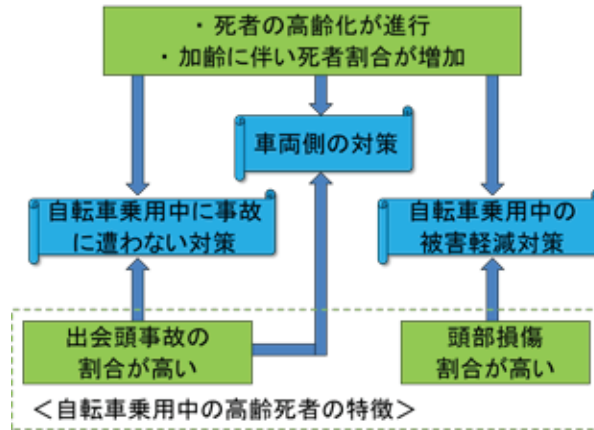 ・死者の高齢化が進行
・加齢に伴い死者割合が増加
車両側の対策
自転車乗用中に事故
に遭わない対策
自転車乗用中の
被害軽減対策
出会頭事故の
割合が高い
頭部損傷
割合が高い
＜自転車乗用中の高齢死者の特徴＞